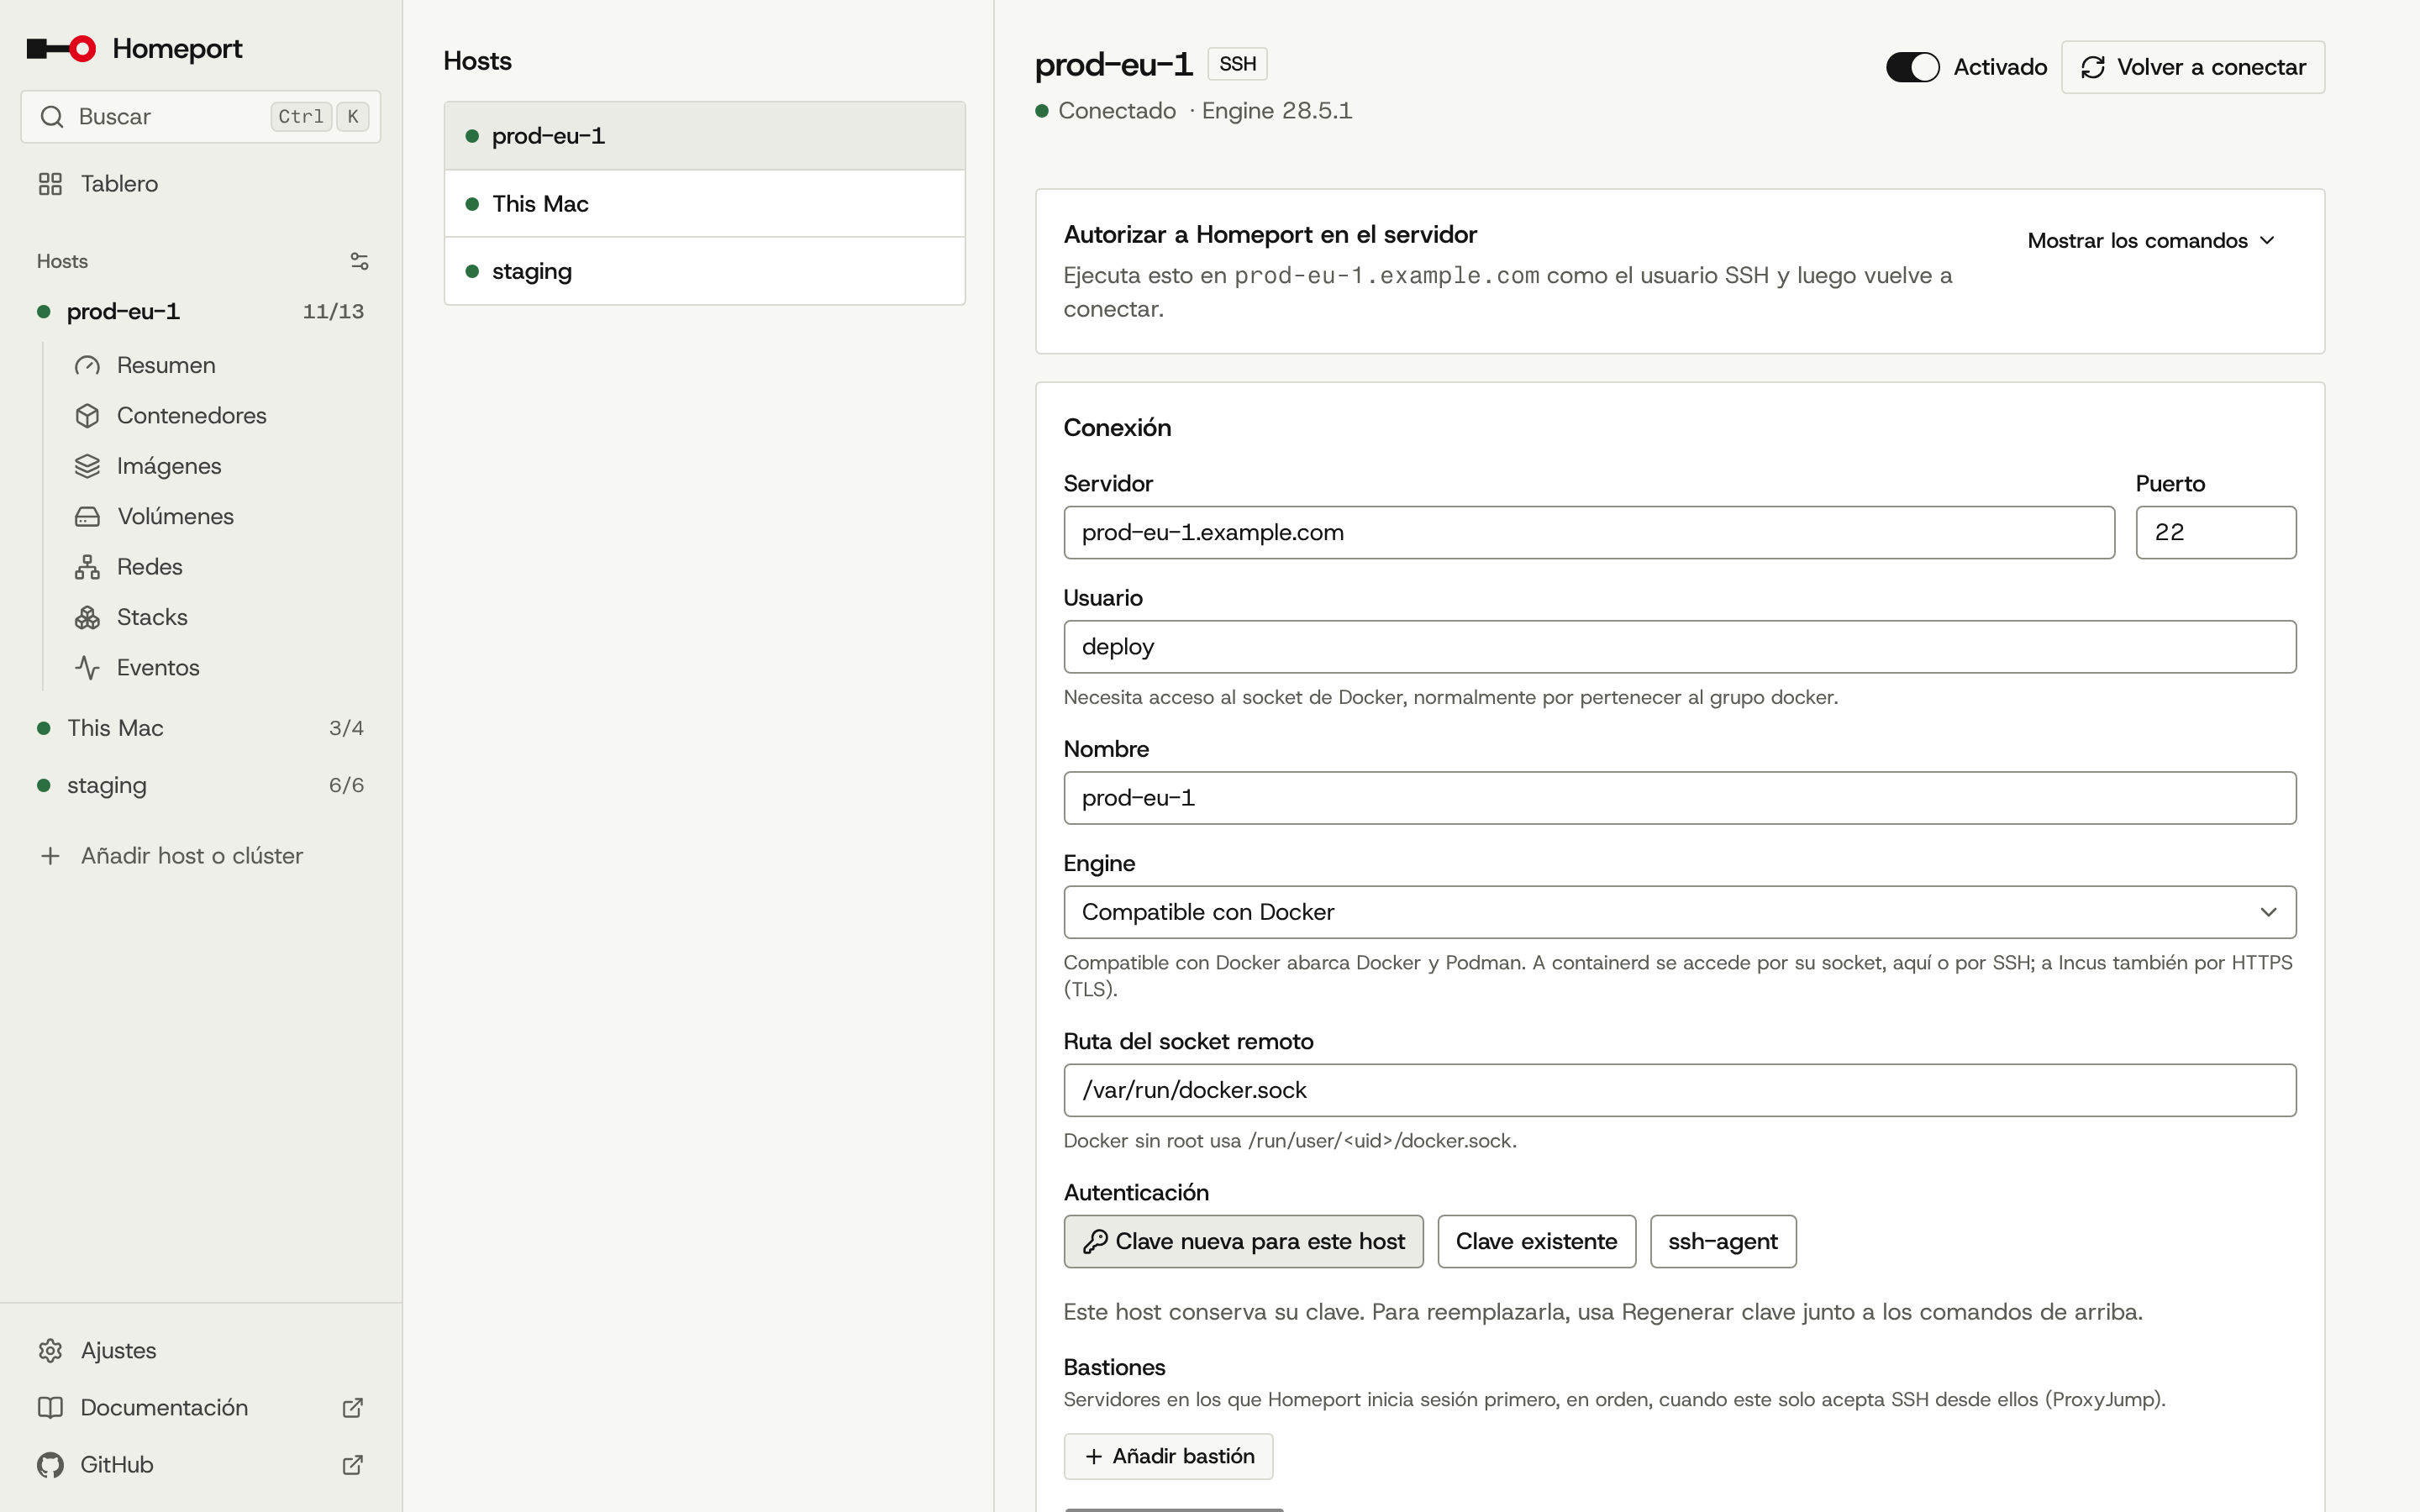 Homeport
Buscar
Ctrl K
Tablero
Hosts
prod-eu-1 11/13
Resumen
Contenedores
Imágenes
Volúmenes
Redes
Stacks
Eventos
This Mac 3/4
staging 6/6
Añadir host o clúster
Ajustes
Documentación
GitHub
Hosts
prod-eu-1
This Mac
staging
prod-eu-1 SSH
Conectado · Engine 28.5.1
Activado
Volver a conectar
Autorizar a Homeport en el servidor
Mostrar los comandos
Ejecuta esto en prod-eu-1.example.com como el usuario SSH y luego vuelve a
conectar.
Conexión
Servidor
prod-eu-1.example.com
Puerto
22
Usuario
deploy
Necesita acceso al socket de Docker, normalmente por pertenecer al grupo docker.
Nombre
prod-eu-1
Engine
Compatible con Docker
Compatible con Docker abarca Docker y Podman. A containerd se accede por su socket, aquí o por SSH; a Incus también por HTTPS
(TLS).
Ruta del socket remoto
/var/run/docker.sock
Docker sin root usa /run/user/<uid>/docker.sock.
Autenticación
Clave nueva para este host
Clave existente
ssh-agent
Este host conserva su clave. Para reemplazarla, usa Regenerar clave junto a los comandos de arriba.
Bastiones
Servidores en los que Homeport inicia sesión primero, en orden, cuando este solo acepta SSH desde ellos (ProxyJump).
Añadir bastión